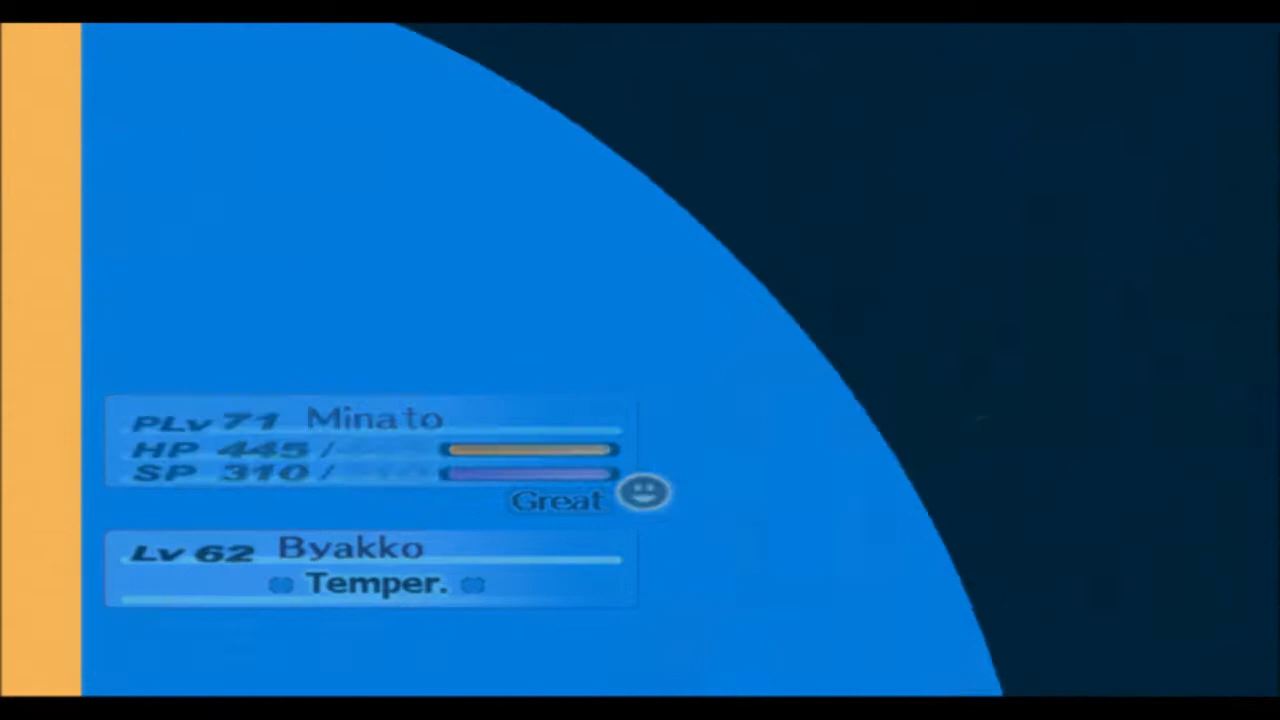 PLv 71 Minato
HP 445 /
SP 310 /
Great
Lv 62 Byakko
Temper.